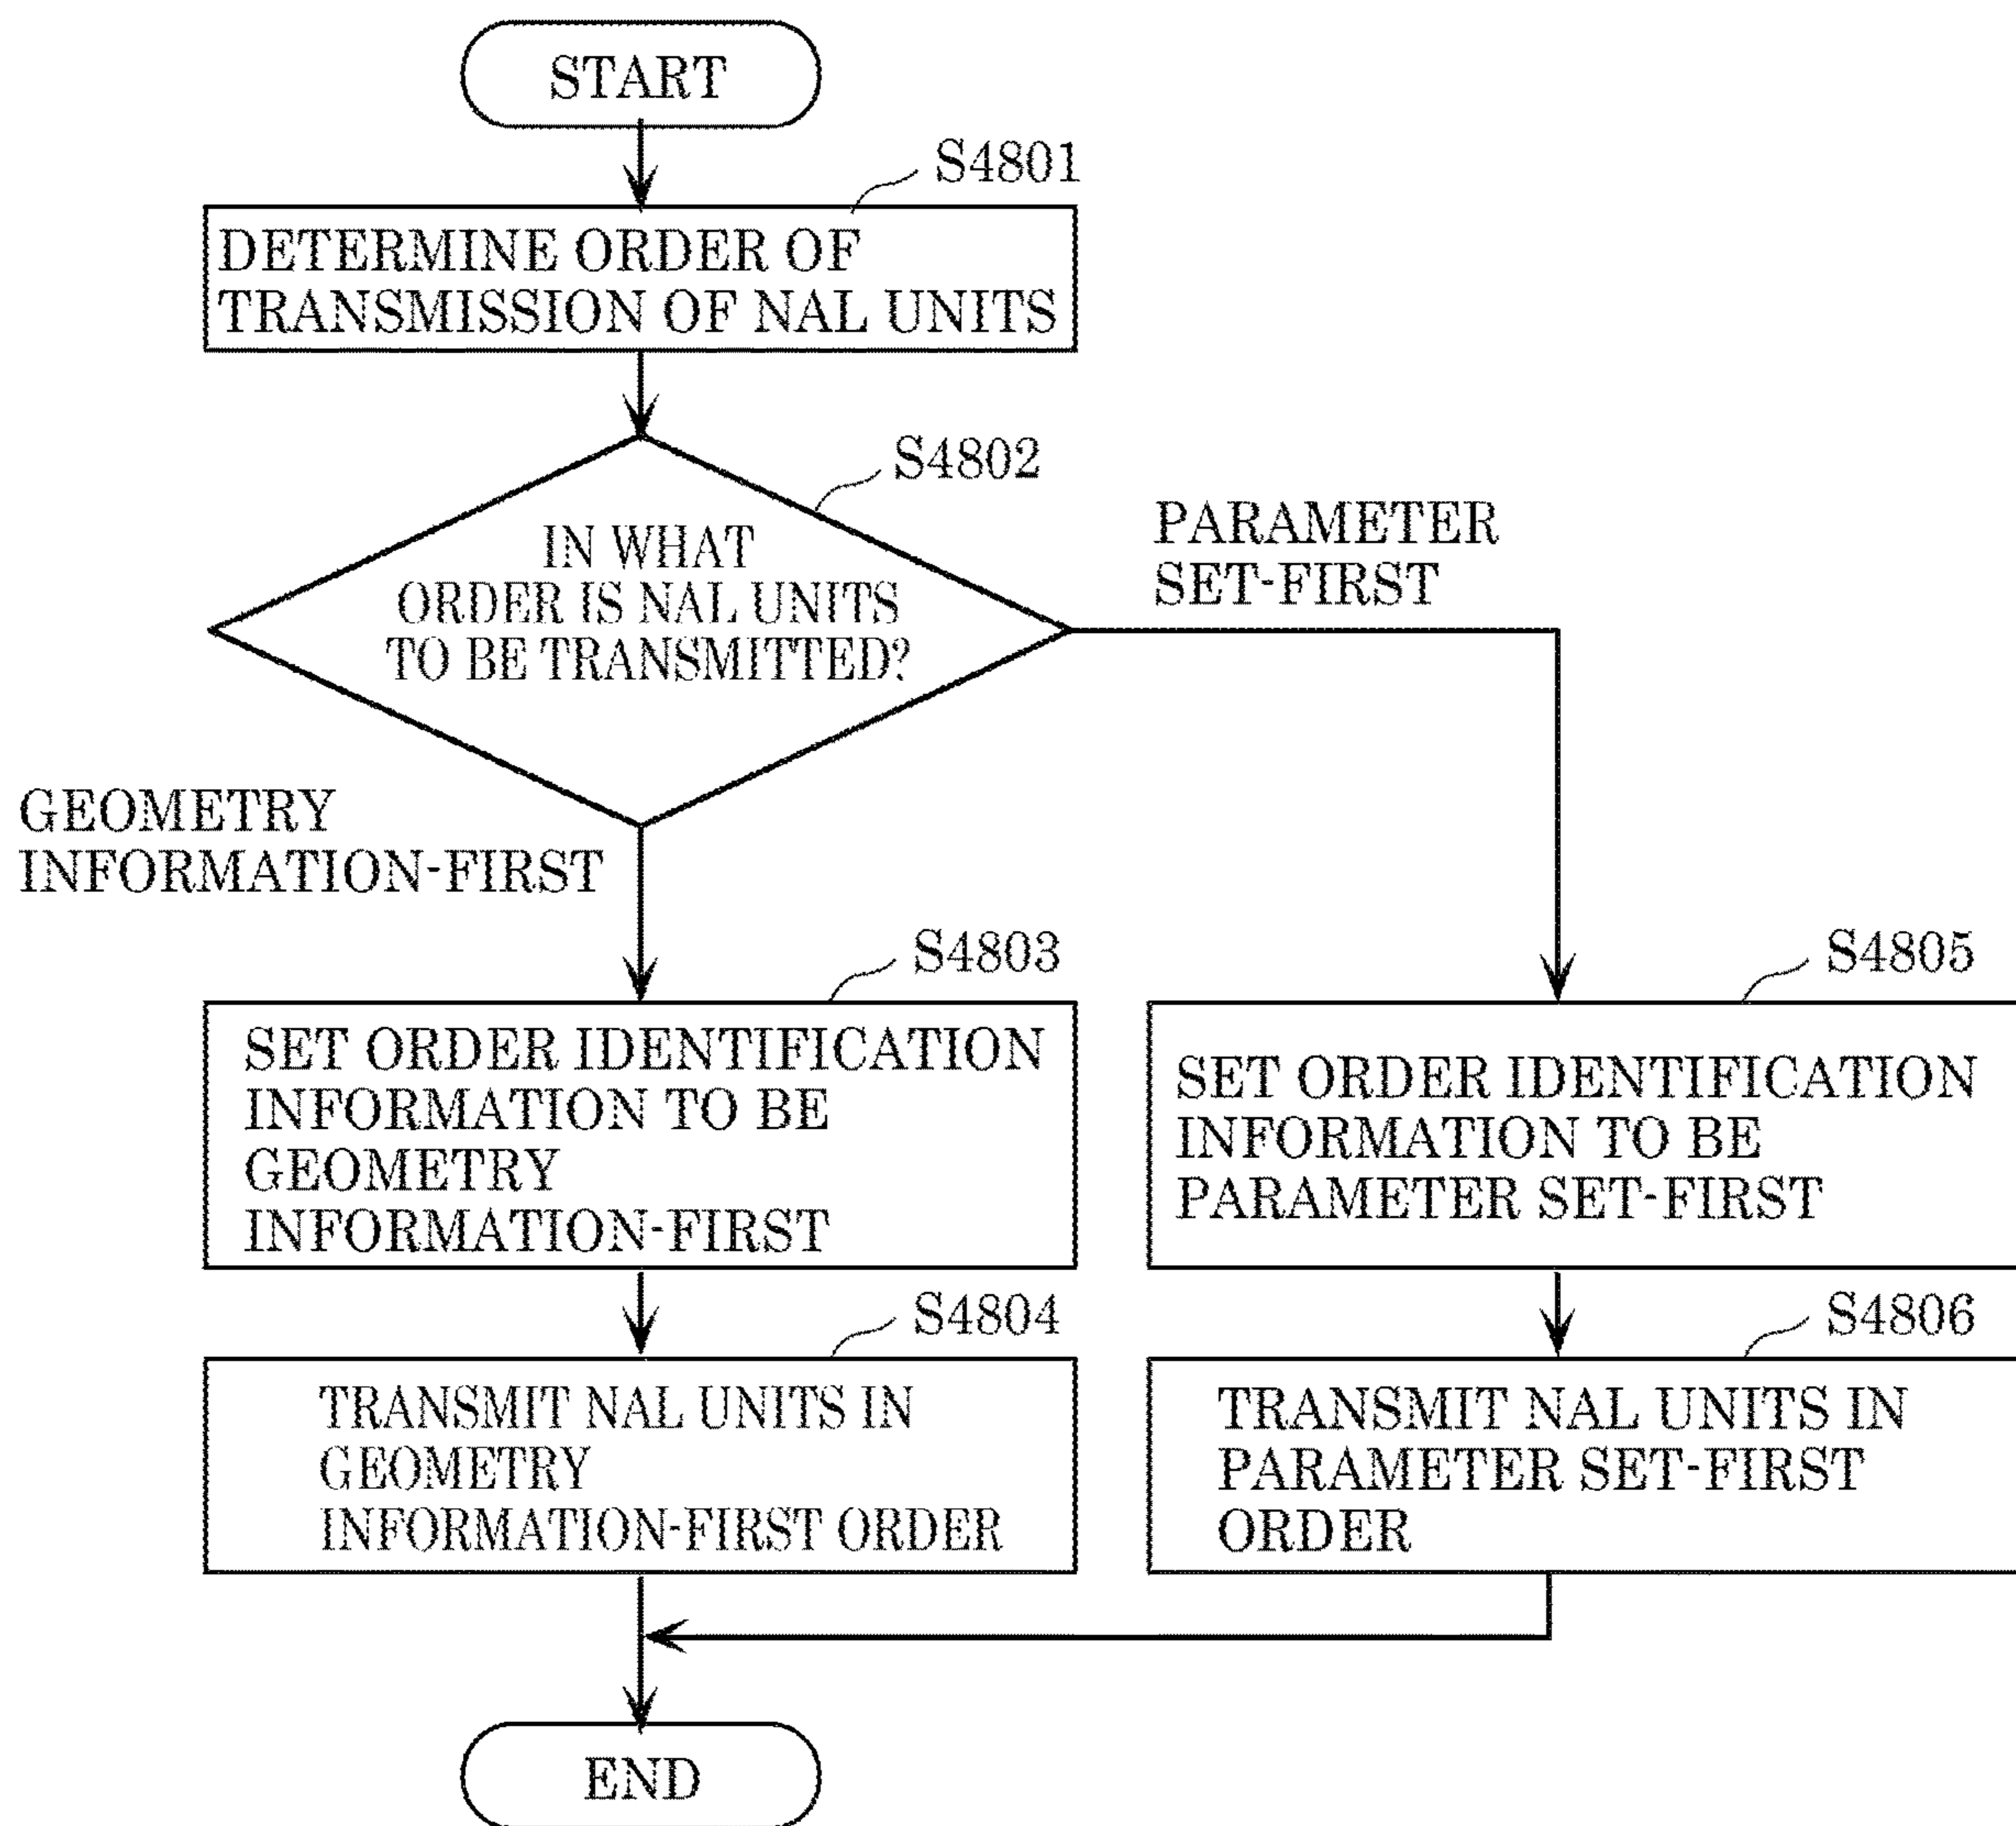 START
S4801
DETERMINE ORDER OF
TRANSMISSION OF NAL UNITS
S4802
IN WHAT
ORDER IS NAL UNITS
TO BE TRANSMITTED?
PARAMETER
SET-FIRST
GEOMETRY
INFORMATION-FIRST
S4803
SET ORDER IDENTIFICATION
INFORMATION TO BE
GEOMETRY
INFORMATION-FIRST
S4805
SET ORDER IDENTIFICATION
INFORMATION TO BE
PARAMETER SET-FIRST
S4804
TRANSMIT NAL UNITS IN
GEOMETRY
INFORMATION-FIRST ORDER
S4806
TRANSMIT NAL UNITS IN
PARAMETER SET-FIRST
ORDER
END